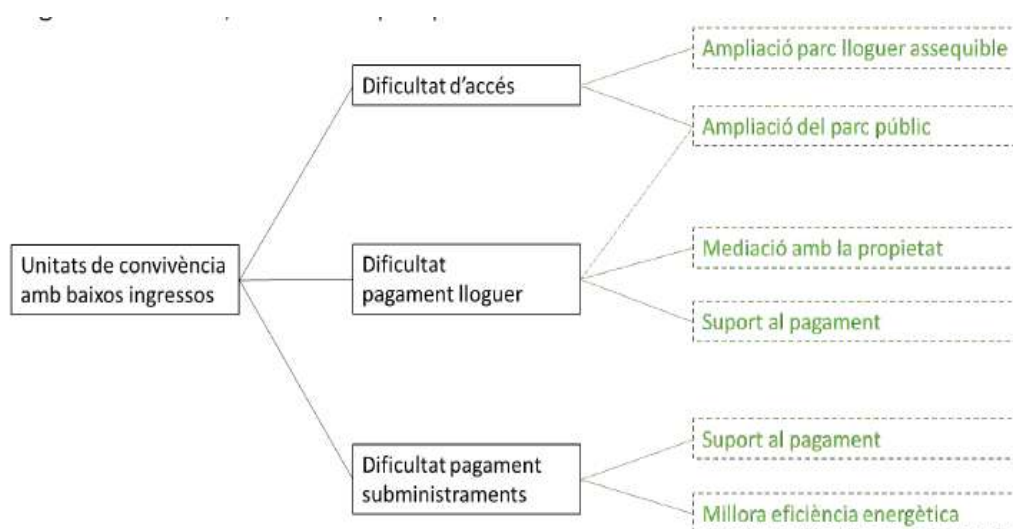 Ampliació parc lloguer assequible
Dificultat d'accés
Ampliació del parc públic
Unitats de convivència
amb baixos ingressos
Dificultat
pagament lloguer
Mediació amb la propietat
Suport al pagament
Dificultat pagament
subministraments
Suport al pagament
Millora eficiència energètica